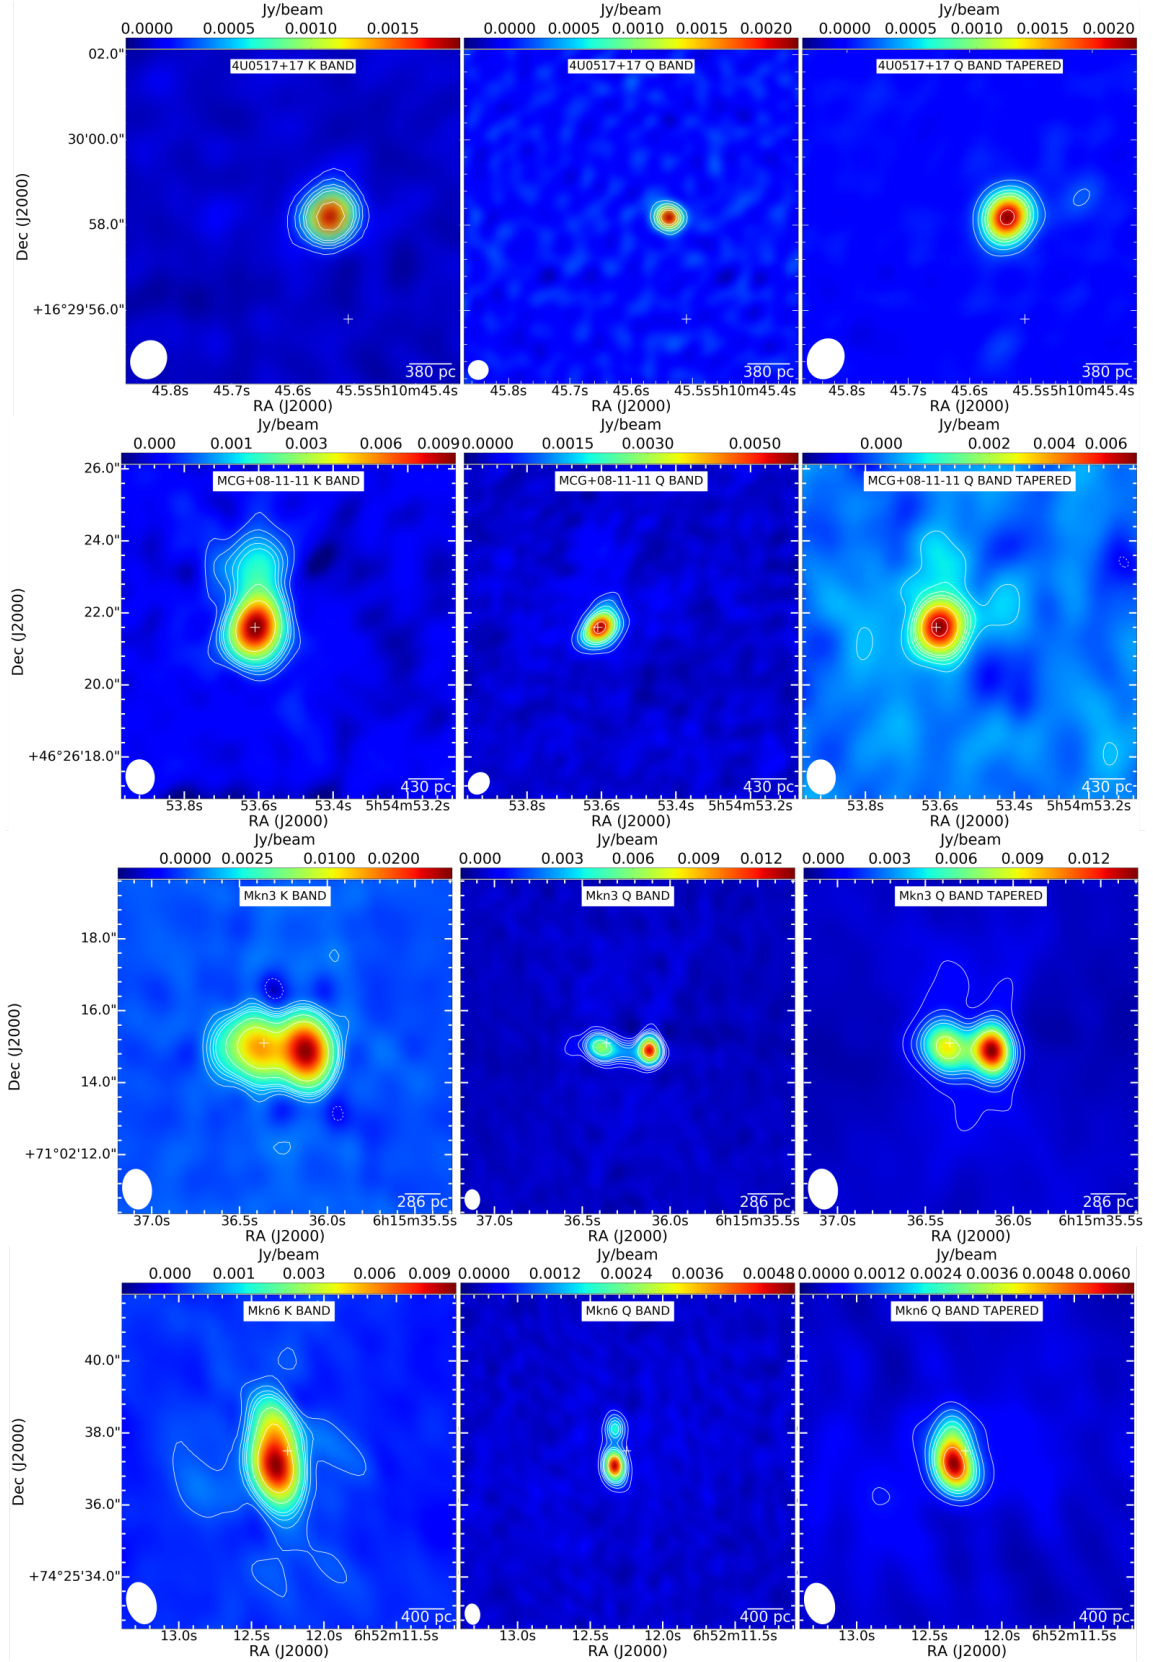 Jy/beam Jy/beam Jy/beam
0.0000 0.0005 0.0010 0.0015 0.0000 0.0005 0.0010 0.0015 0.0020 0.0000 0.0005 0.0010 0.0015 0.0020
02.0" 4U0517+17 K BAND 4U0517+17 Q BAND 4U0517+17 Q BAND TAPERED
30'00.0"
58.0"
Dec (J2000)
+16°29'56.0"
380 pc 380 pc 380 pc
45.8s 45.7s 45.6s 45.5s5h10m45.4s 45.8s 45.7s 45.6s 45.5s5h10m45.4s 45.8s 45.7s 45.6s 45.5s5h10m45.4s
RA (J2000) RA (J2000) RA (J2000)
Jy/beam Jy/beam Jy/beam
0.000 0.001 0.003 0.006 0.009 0.0000 0.0015 0.0030 0.0050 0.000 0.002 0.004 0.006
26.0" MCG+08-11-11 K BAND MCG+08-11-11 Q BAND MCG+08-11-11 Q BAND TAPERED
24.0"
22.0"
Dec (J2000)
20.0"
+46°26'18.0"
430 pc 430 pc 430 pc
53.8s 53.6s 53.4s 5h54m53.2s 53.8s 53.6s 53.4s 5h54m53.2s 53.8s 53.6s 53.4s 5h54m53.2s
RA (J2000) RA (J2000) RA (J2000)
Jy/beam Jy/beam Jy/beam
0.0000 0.0025 0.0100 0.0200 0.000 0.003 0.006 0.009 0.012 0.000 0.003 0.006 0.009 0.012
Mkn3 K BAND Mkn3 Q BAND Mkn3 Q BAND TAPERED
18.0"
16.0"
Dec (J2000)
14.0"
+71°02'12.0"
286 pc 286 pc 286 pc
37.0s 36.5s 36.0s 6h15m35.5s 37.0s 36.5s 36.0s 6h15m35.5s 37.0s 36.5s 36.0s 6h15m35.5s
RA (J2000) RA (J2000) RA (J2000)
Jy/beam Jy/beam Jy/beam
0.000 0.001 0.003 0.006 0.009 0.0000 0.0012 0.0024 0.0036 0.0048 0.0000 0.0012 0.0024 0.0036 0.0048 0.0060
Mkn6 K BAND Mkn6 Q BAND Mkn6 Q BAND TAPERED
40.0"
38.0"
Dec (J2000)
36.0"
+74°25'34.0"
400 pc 400 pc 400 pc
13.0s 12.5s 12.0s 6h52m11.5s 13.0s 12.5s 12.0s 6h52m11.5s 13.0s 12.5s 12.0s 6h52m11.5s
RA (J2000) RA (J2000) RA (J2000)